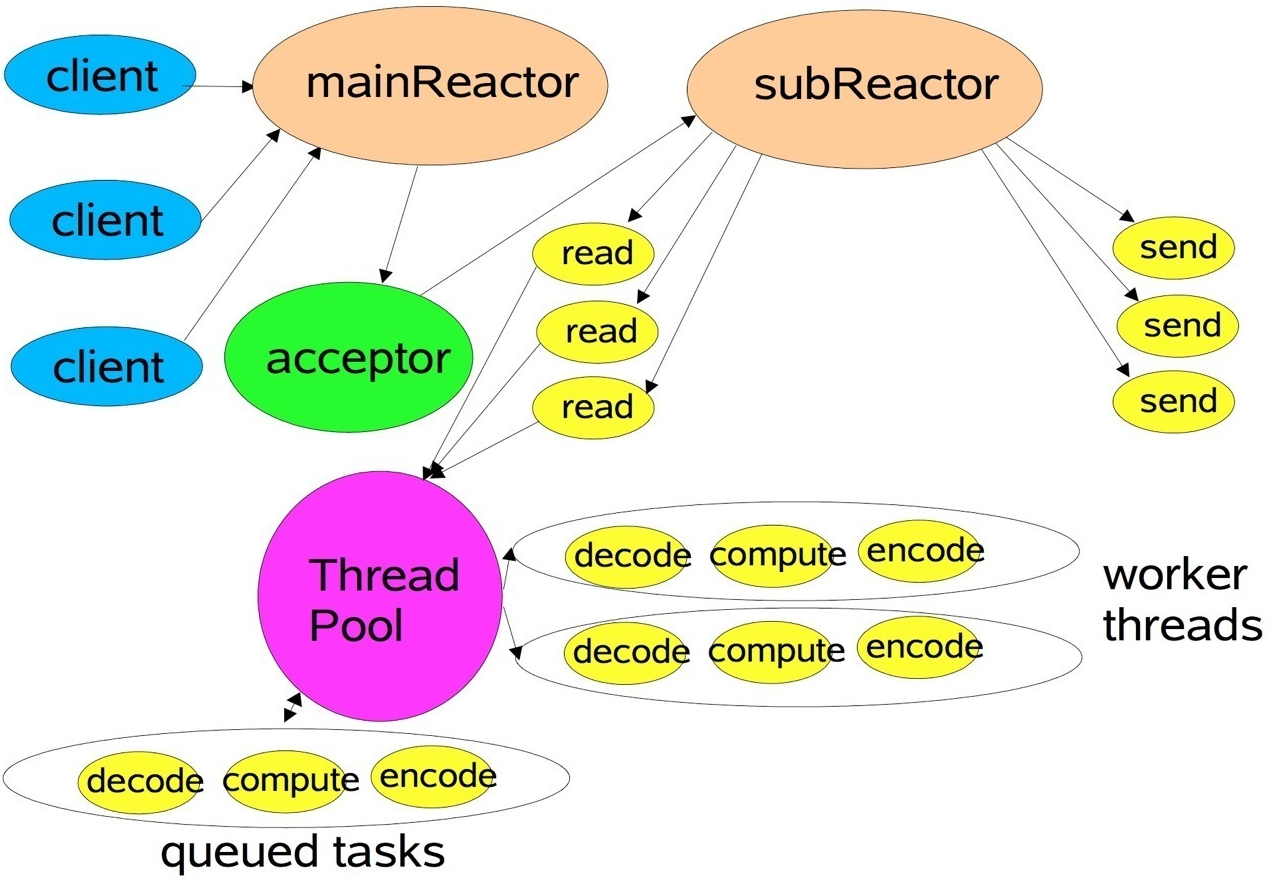 client
mainReactor
subReactor
client
client
acceptor
read
read
read
send
send
send
Thread
Pool
decode compute encode
decode compute encode
worker
threads
decode compute encode
queued tasks